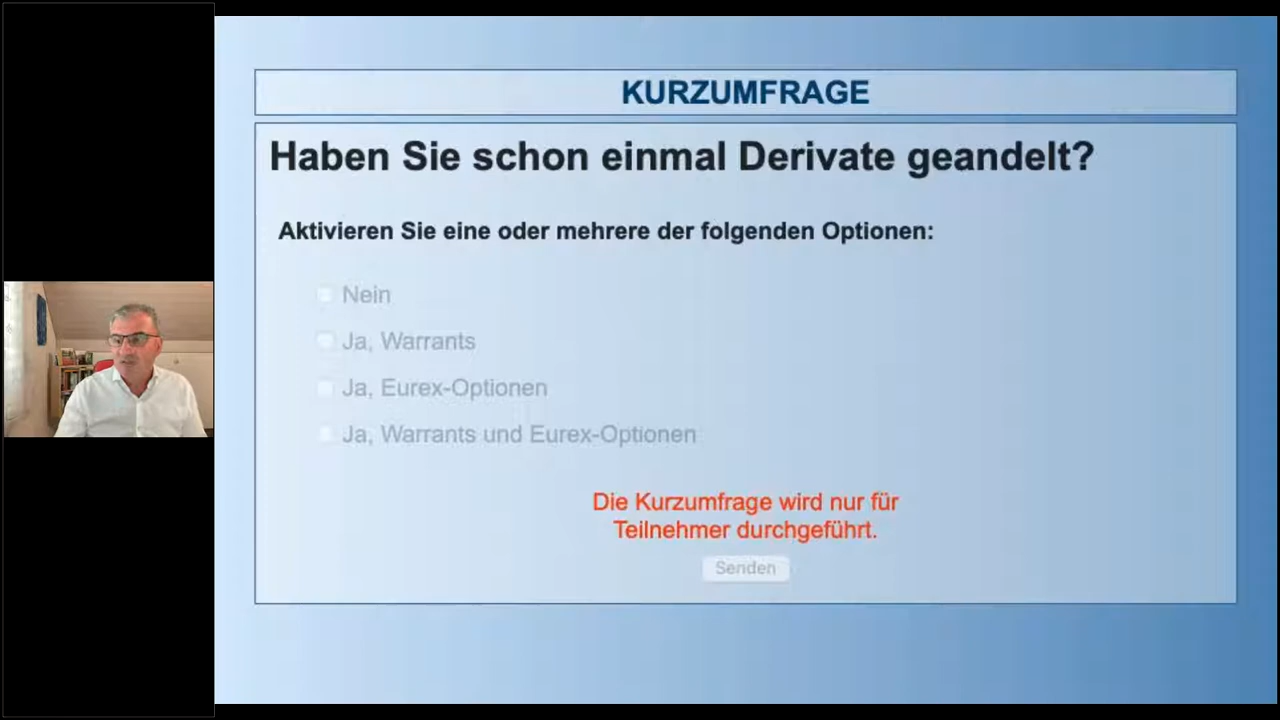 KURZUMFRAGE
Haben Sie schon einmal Derivate geandelt?
Aktivieren Sie eine oder mehrere der folgenden Optionen:
Nein
Ja, Warrants
Ja, Eurex-Optionen
Ja, Warrants und Eurex-Optionen
Die Kurzumfrage wird nur für
Teilnehmer durchgeführt.
Senden